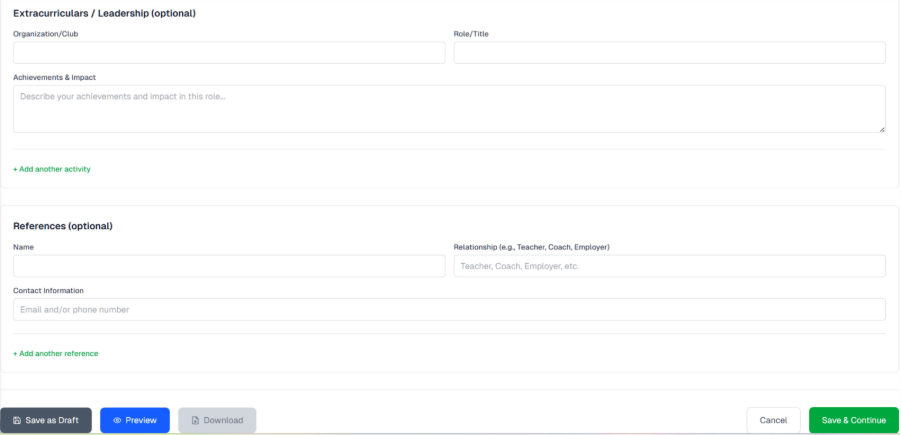 Extracurriculars / Leadership (optional)
Organization/Club
Role/Title
Achievements & Impact
Describe your achievements and impact in this role...
+ Add another activity
References (optional)
Name
Relationship (e.g., Teacher, Coach, Employer)
Teacher, Coach, Employer, etc.
Contact Information
Email and/or phone number
+ Add another reference
Save as Draft
Preview
Download
Cancel
Save & Continue